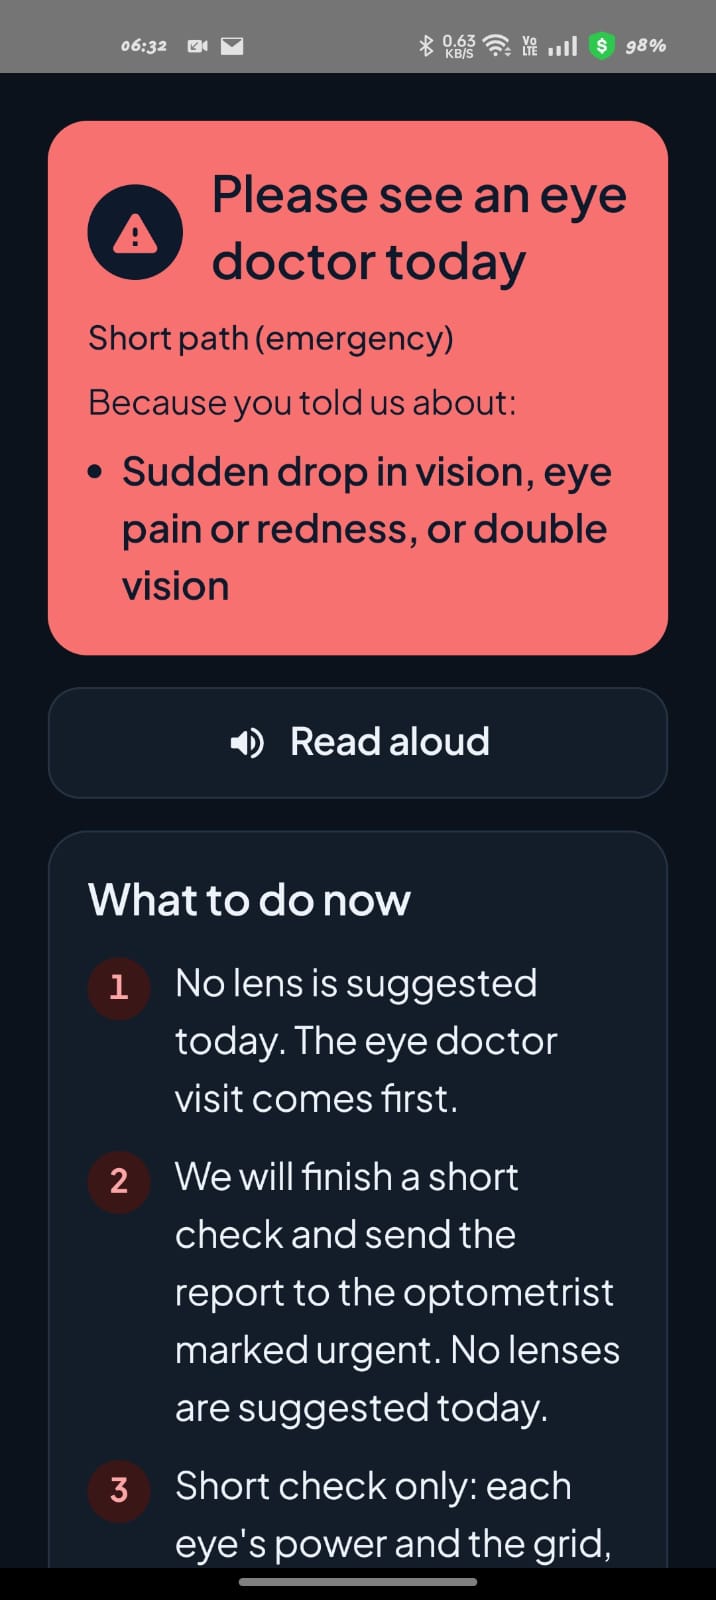 06:32
0.63 KB/S
Vo LTE
98%
Please see an eye
doctor today
Short path (emergency)
Because you told us about:
• Sudden drop in vision, eye
pain or redness, or double
vision
Read aloud
What to do now
1 No lens is suggested
today. The eye doctor
visit comes first.
2 We will finish a short
check and send the
report to the optometrist
marked urgent. No lenses
are suggested today.
3 Short check only: each
eye's power and the grid,